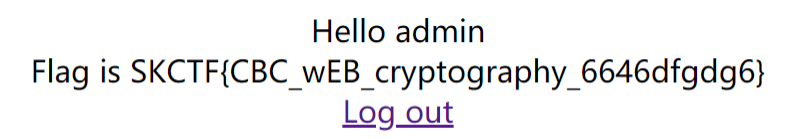 Hello admin
Flag is SKCTF{CBC_wEB_cryptography_6646dfgdg6}
Log out